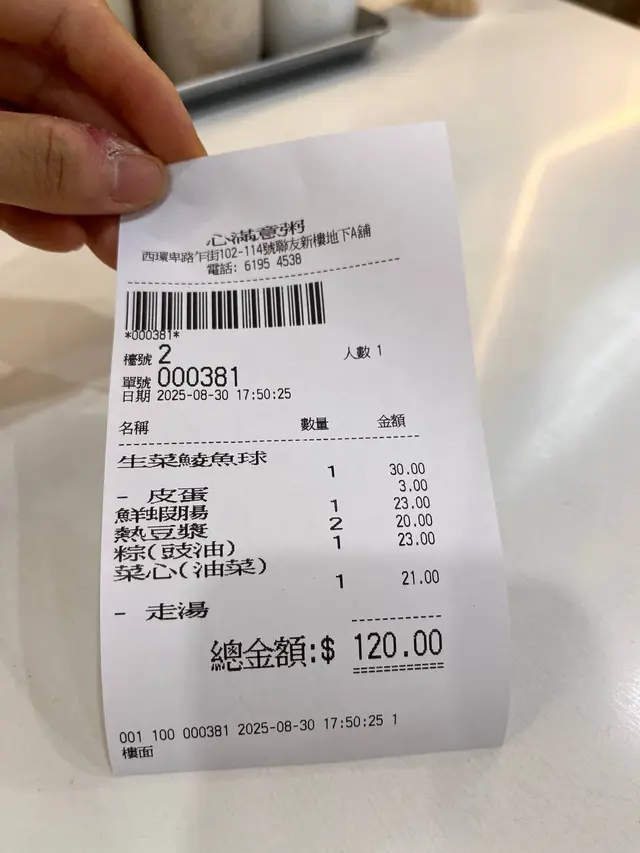 心滿意粥
西環卑路乍街102-114號聯友新樓地下A舖
電話: 6195 4538
*000381*
檯號 2 人數 1
單號 000381
日期 2025-08-30 17:50:25
名稱 數量 金額
生菜鯪魚球 1 30.00
- 皮蛋 3.00
鮮蝦腸 1 23.00
熱豆漿 2 20.00
粽(豉油) 1 23.00
菜心(油菜) 1 21.00
- 走湯
總金額:$ 120.00
001 100 000381 2025-08-30 17:50:25 1
樓面